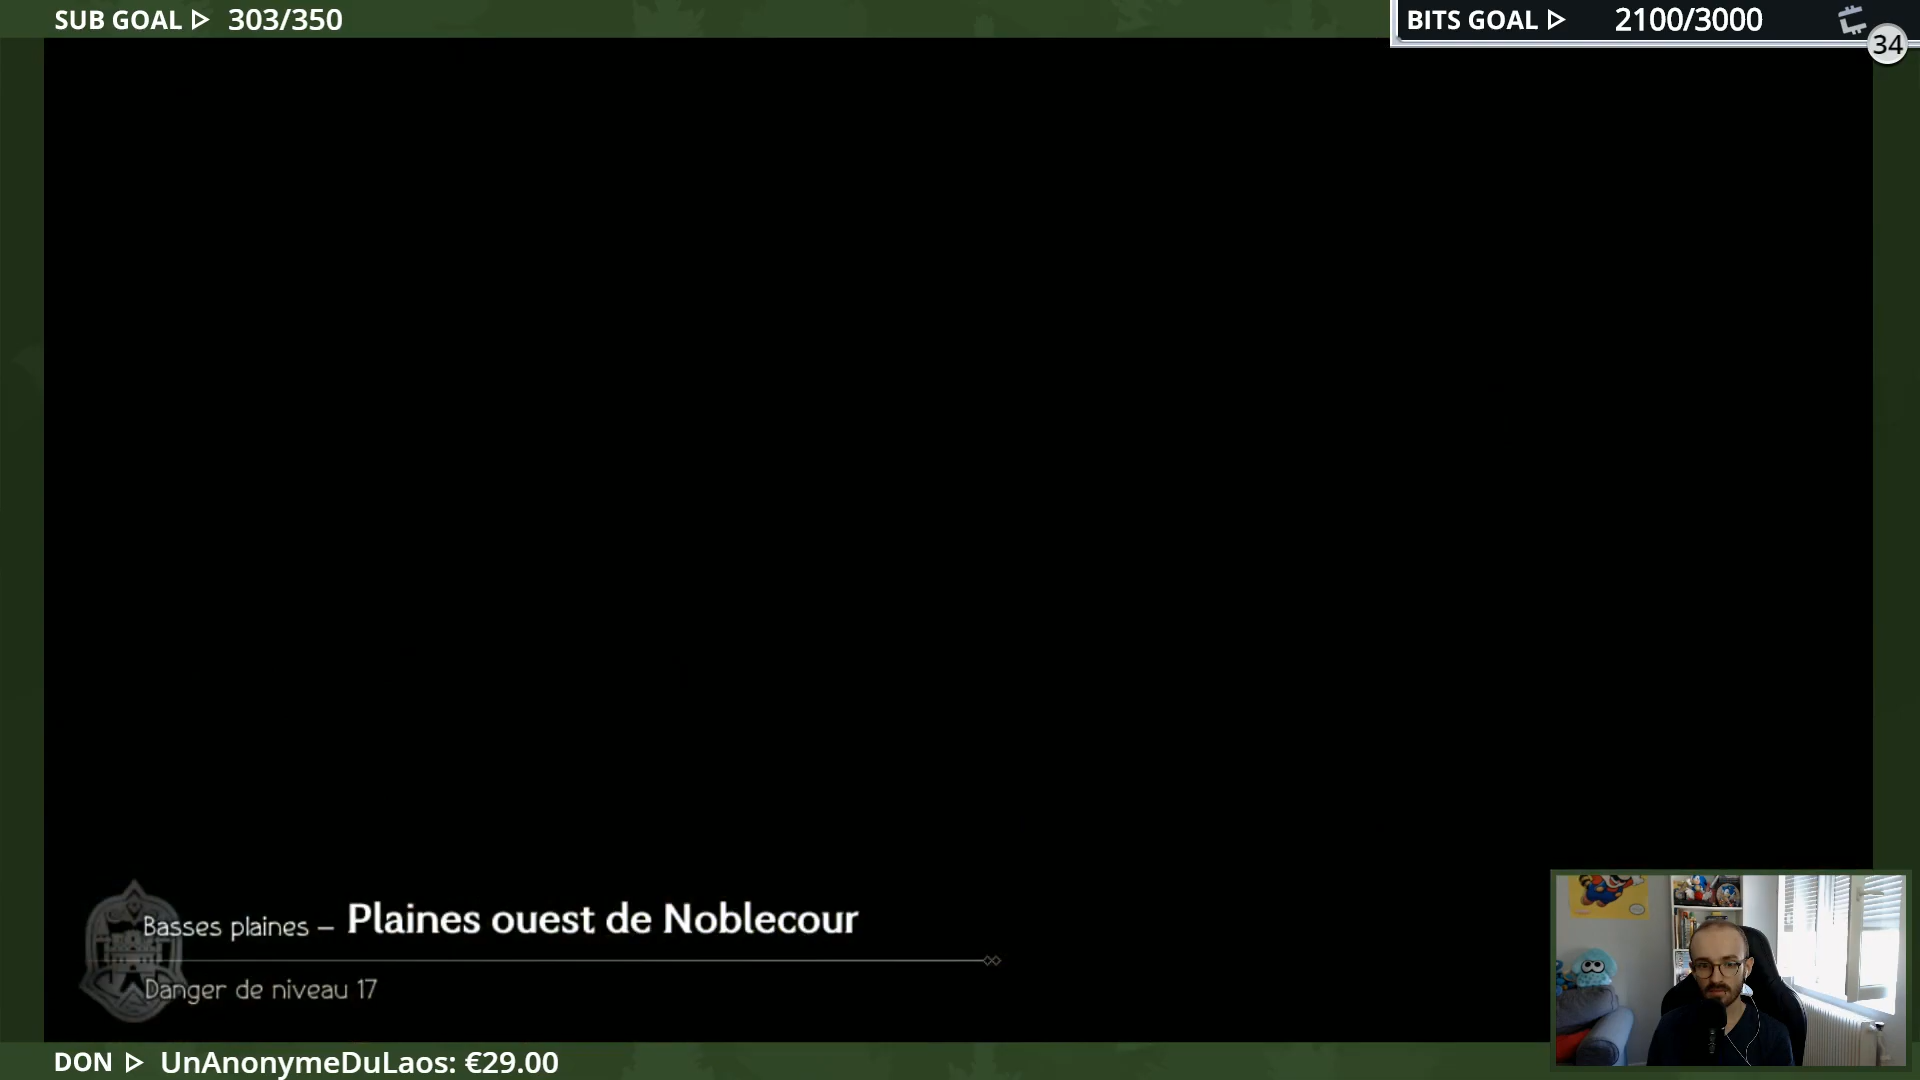 SUB GOAL ▷ 303/350
BITS GOAL ▷ 2100/3000
34
Basses plaines – Plaines ouest de Noblecour
Danger de niveau 17
DON ▷ UnAnonymeDuLaos: €29.00